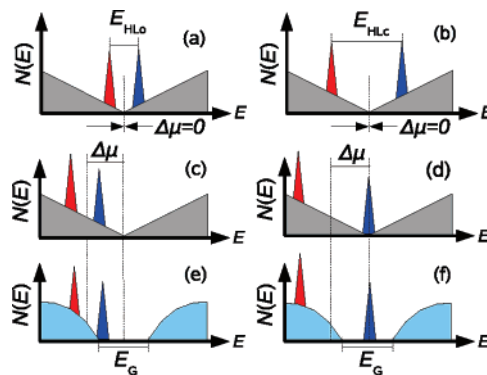 E_HLo
(a)
N(E)
E
Δμ=0
E_HLc
(b)
N(E)
E
Δμ=0
Δμ
(c)
N(E)
E
Δμ
(d)
E
(e)
N(E)
E
E_G
(f)
N(E)
E
E_G